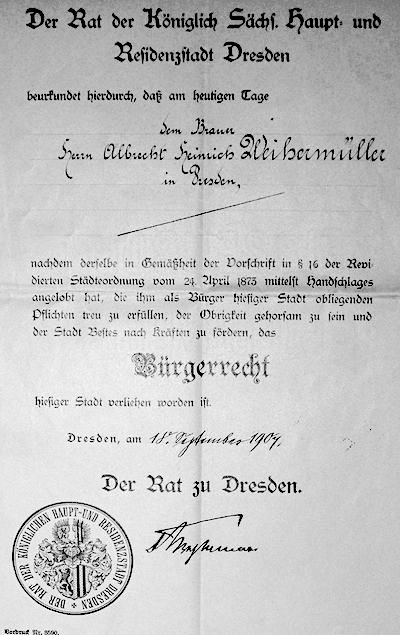 Der Rat der Königlich Sächs. Haupt- und
Residenzstadt Dresden
beurkundet hierdurch, daß am heutigen Tage
dem Brauer
Herrn Albrecht Heinrich Weihermüller
in Dresden,
nachdem derselbe in Gemäßheit der Vorschrift in § 16 der Revi-
dierten Städteordnung vom 24. April 1873 mittelst Handschlages
angelobt hat, die ihm als Bürger hiesiger Stadt obliegenden
Pflichten treu zu erfüllen, der Obrigkeit gehorsam zu sein und
der Stadt Bestes nach Kräften zu fördern, das
Bürgerrecht
hiesiger Stadt verliehen worden ist.
Dresden, am 18. September 1907.
Der Rat zu Dresden.
DER RAT DER KÖNIGLICHEN HAUPT-UND RESIDENZSTADT DRESDEN
Vordruck Nr. 3590.